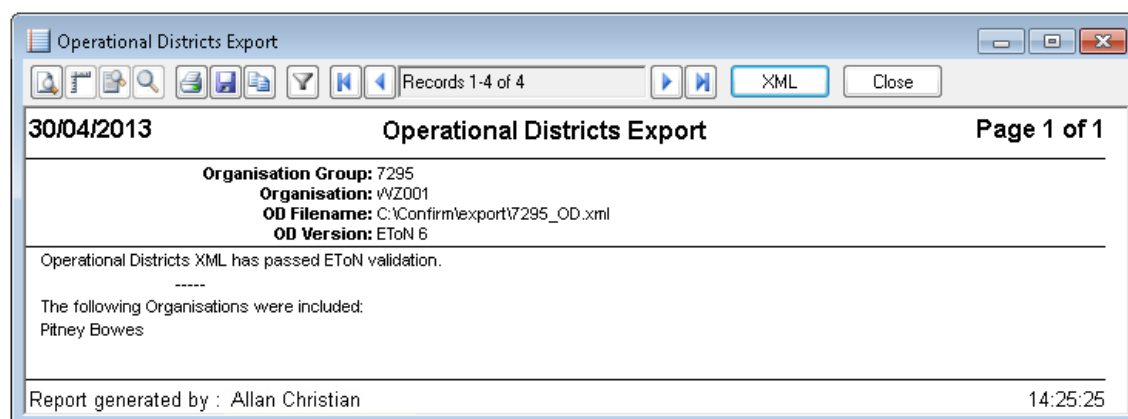 Operational Districts Export
Records 1-4 of 4
XML
Close
30/04/2013 Operational Districts Export Page 1 of 1
Organisation Group: 7295
Organisation: WZ001
OD Filename: C:\Confirm\export\7295_OD.xml
OD Version: EToN 6
Operational Districts XML has passed EToN validation.
-----
The following Organisations were included:
Pitney Bowes
Report generated by : Allan Christian 14:25:25